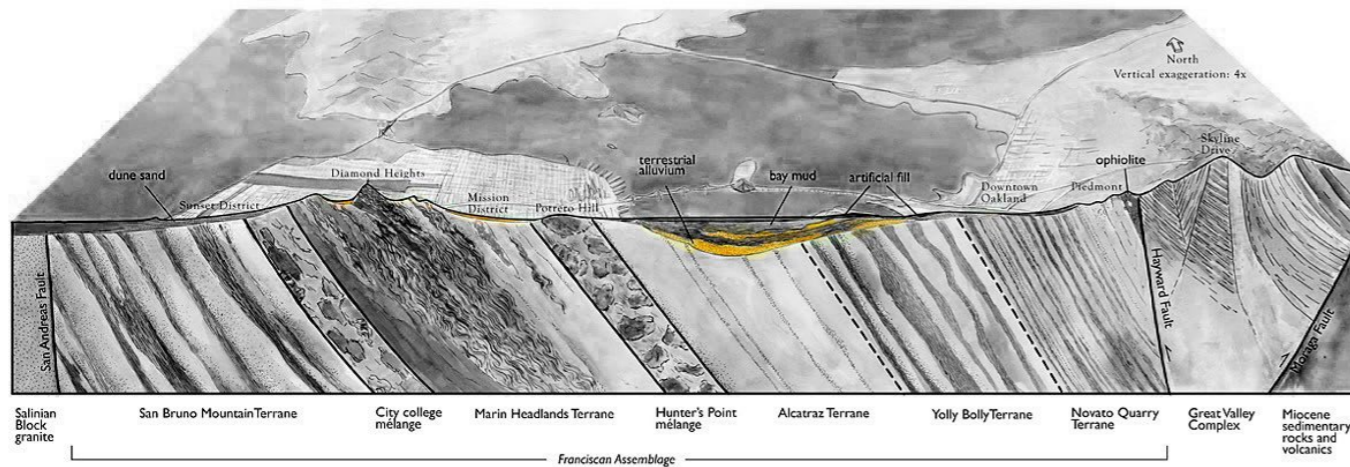 North
Vertical exaggeration: 4x
Skyline
Drive
ophiolite
terrestrial
alluvium
bay mud
artificial fill
dune sand
Diamond Heights
Sunset District
Mission
District
Potrero Hill
Downtown
Oakland
Piedmont
San Andreas Fault
Hayward Fault
Moraga Fault
Salinian
Block
granite
San Bruno Mountain Terrane
City college
mélange
Marin Headlands Terrane
Hunter's Point
mélange
Alcatraz Terrane
Yolly Bolly Terrane
Novato Quarry
Terrane
Great Valley
Complex
Miocene
sedimentary
rocks and
volcanics
Franciscan Assemblage